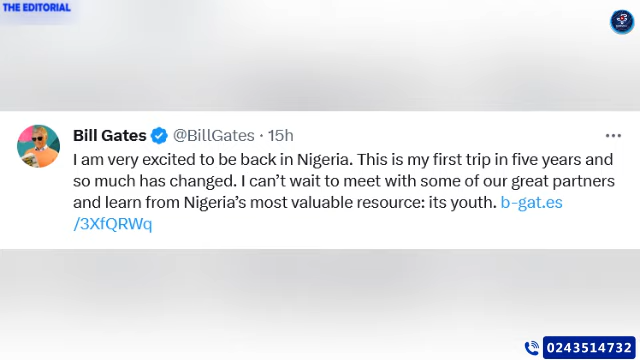 THE EDITORIAL
Bill Gates @BillGates · 15h
I am very excited to be back in Nigeria. This is my first trip in five years and
so much has changed. I can’t wait to meet with some of our great partners
and learn from Nigeria’s most valuable resource: its youth. b-gat.es
/3XfQRWq
0243514732